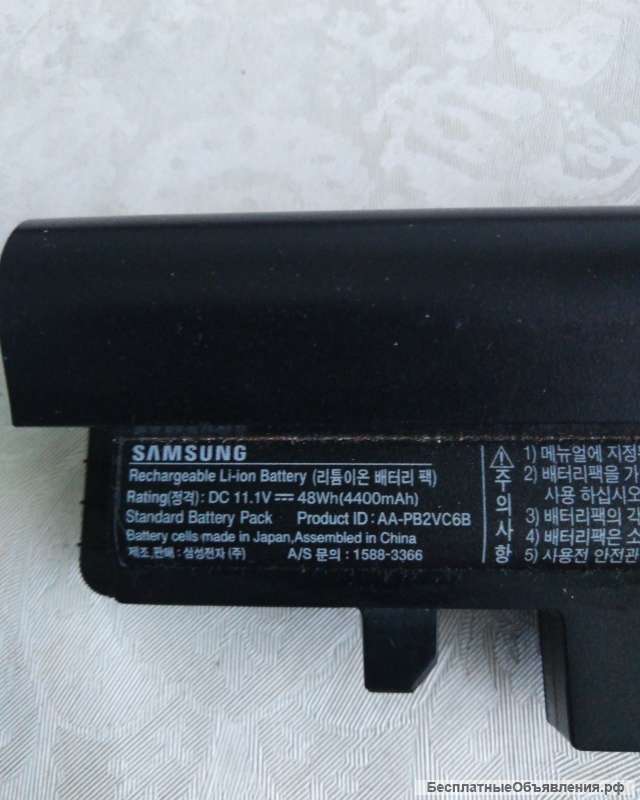 SAMSUNG
Rechargeable Li-ion Battery (리튬이온 배터리 팩)
Rating(정격): DC 11.1V ⎓ 48Wh(4400mAh)
Standard Battery Pack Product ID : AA-PB2VC6B
Battery cells made in Japan,Assembled in China
제조·판매 : 삼성전자 (주) A/S 문의 : 1588-3366
⚠ 주의사항
1) 메뉴얼에 지정
2) 배터리팩을 가
사용 하십시오
3) 배터리팩의
4) 배터리팩은 소
5) 사용전 안전관
БесплатныеОбъявления.рф